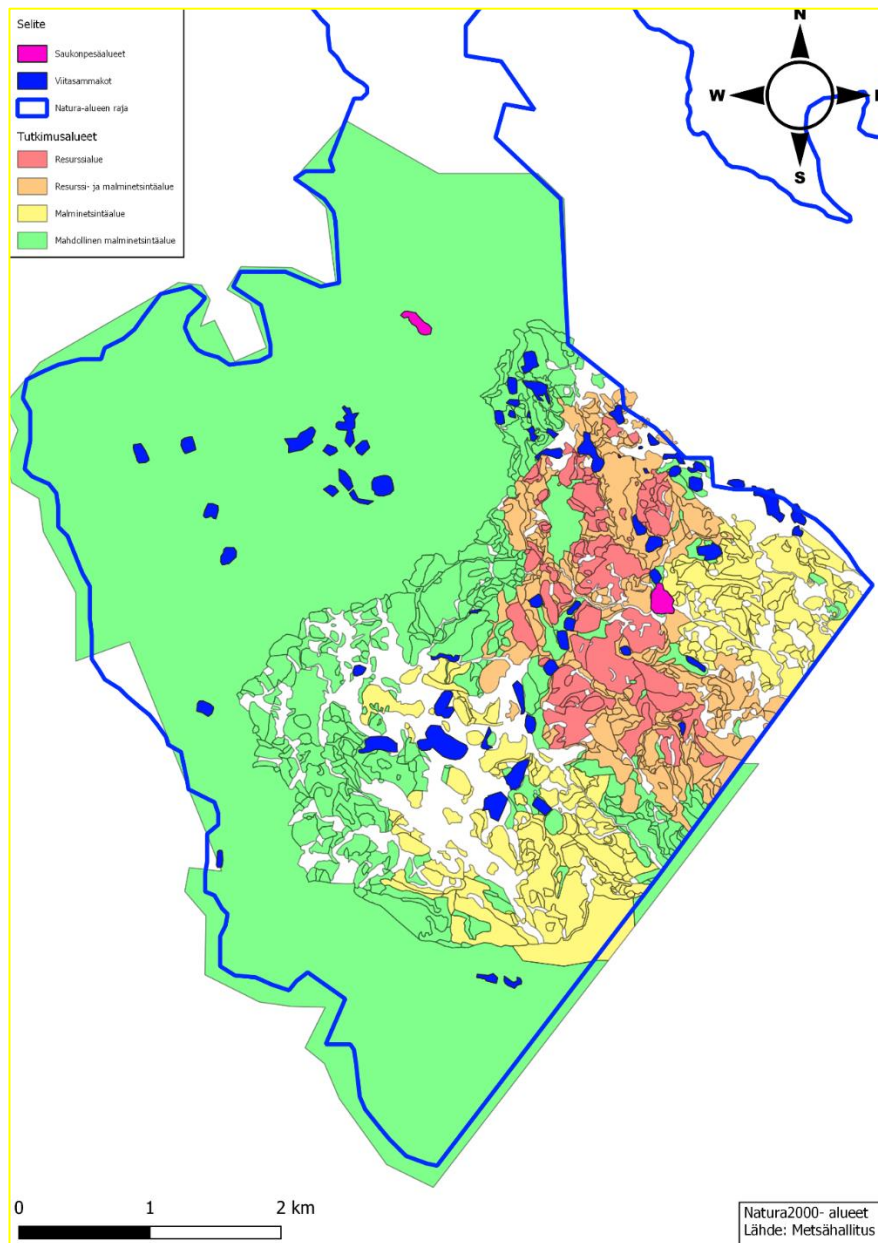 Selite
Saukonpesäalueet
Viitasammakot
Natura-alueen raja
Tutkimusalueet
Resurssialue
Resurssi- ja malminetsintäalue
Malminetsintäalue
Mahdollinen malminetsintäalue
N
W
E
S
0 1 2 km
Natura2000- alueet
Lähde: Metsähallitus